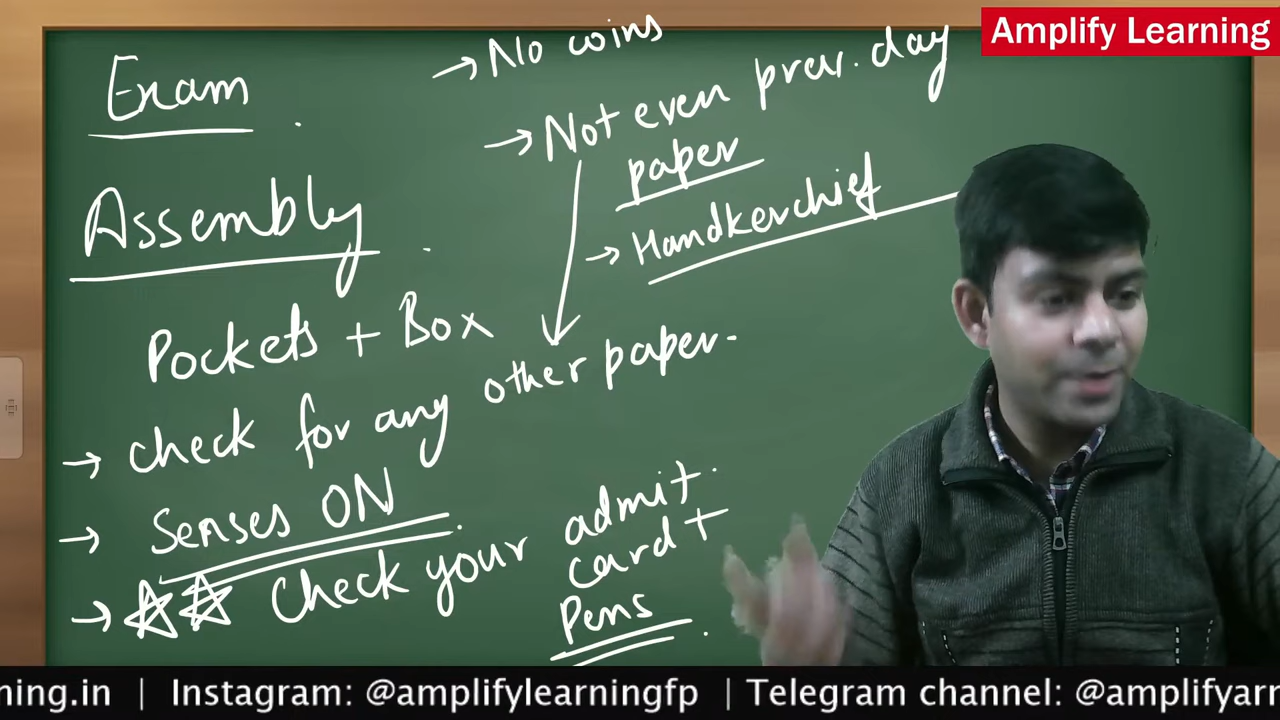 Amplify Learning
Exam
→ No coins
→ Not even prev. day
paper
→ Handkerchief
Assembly
Pockets + Box
→ check for any other paper.
→ Senses ON
→ ☆☆ Check your admit
card +
Pens
ning.in | Instagram: @amplifylearningfp | Telegram channel: @amplifyarn